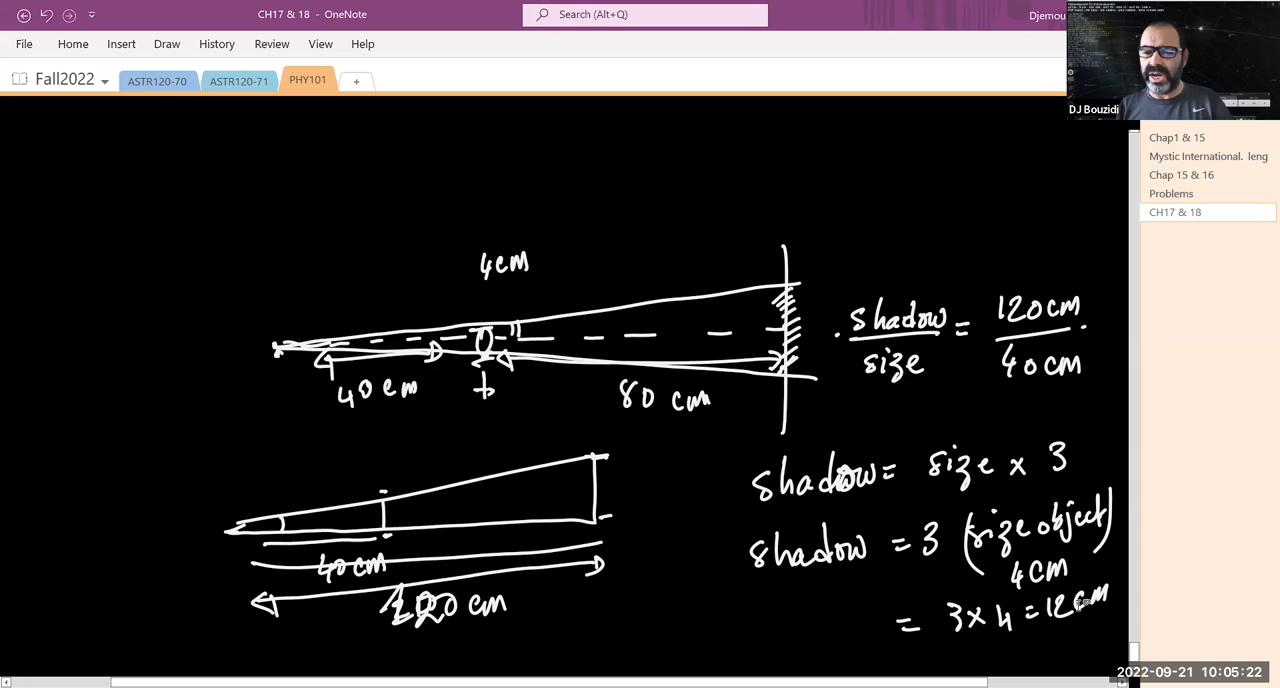 CH17 & 18 - OneNote
Search (Alt+Q)
Djemou
File Home Insert Draw History Review View Help
Fall2022 ASTR120-70 ASTR120-71 PHY101 +
DJ Bouzidi
Chap1 & 15
Mystic International. leng
Chap 15 & 16
Problems
CH17 & 18
4cm
40 cm
80 cm
shadow/size = 120cm/40cm
shadow = size x 3
shadow = 3 (size object)
4cm
= 3 x 4 = 12cm
40cm
120 cm
2022-09-21 10:05:22